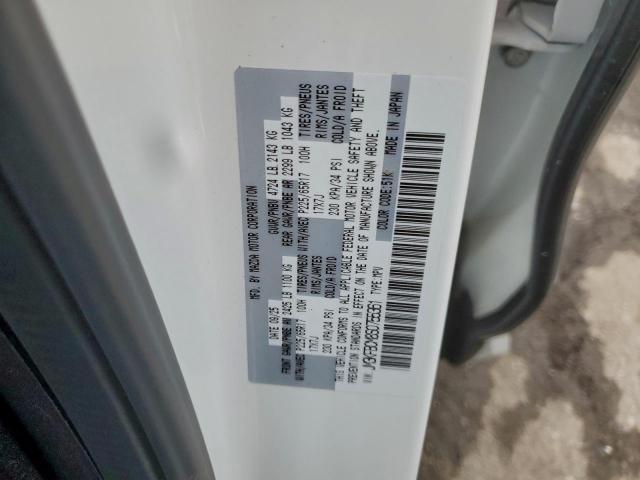 MFD. BY MAZDA MOTOR CORPORATION
DATE 09/25 GVWR/PNBV 4724 LB 2143 KG
FRONT GAWR/PNBE AV 2425 LB 1100 KG REAR GAWR/PNBE AR 2299 LB 1043 KG
WITH/AVEC P225/65R17 100H TIRES/PNEUS WITH/AVEC P225/65R17 100H TIRES/PNEUS
17X7J RIMS/JANTES 17X7J RIMS/JANTES
230 KPA/34 PSI COLD/A FROID 230 KPA/34 PSI COLD/A FROID
THIS VEHICLE CONFORMS TO ALL APPLICABLE FEDERAL MOTOR VEHICLE SAFETY AND THEFT
PREVENTION STANDARDS IN EFFECT ON THE DATE OF MANUFACTURE SHOWN ABOVE.
TYPE:MPV
COLOR CODE:51K MADE IN JAPAN